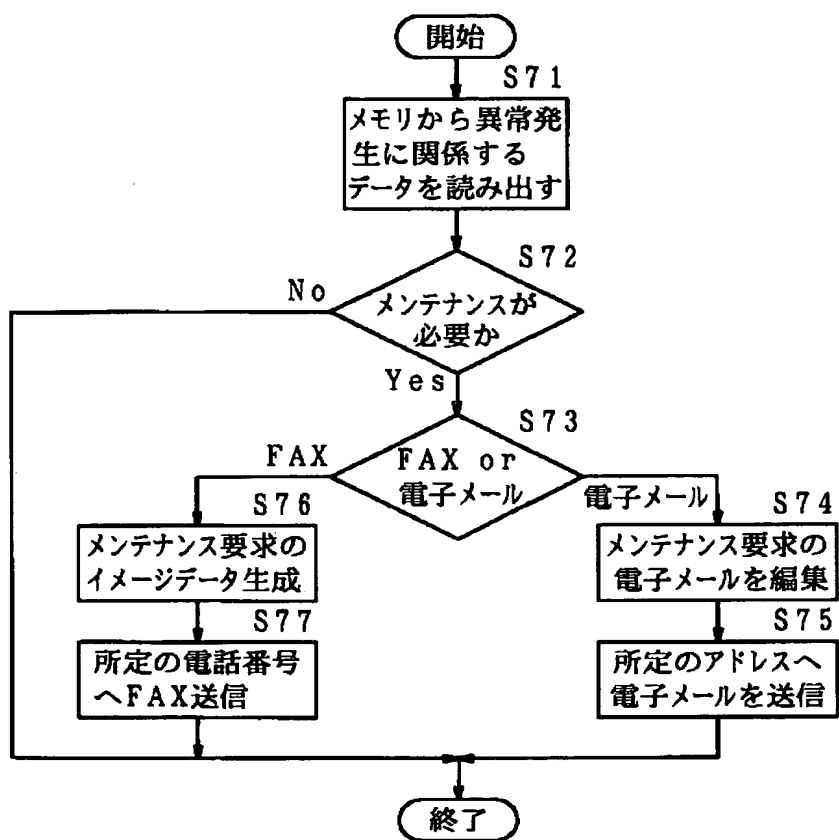 開始
S71
メモリから異常発
生に関係する
データを読み出す
S72
No
メンテナンスが
必要か
Yes
S73
FAX
FAX or
電子メール
電子メール
S76
メンテナンス要求の
イメージデータ生成
S74
メンテナンス要求の
電子メールを編集
S77
所定の電話番号
へFAX送信
S75
所定のアドレスへ
電子メールを送信
終了